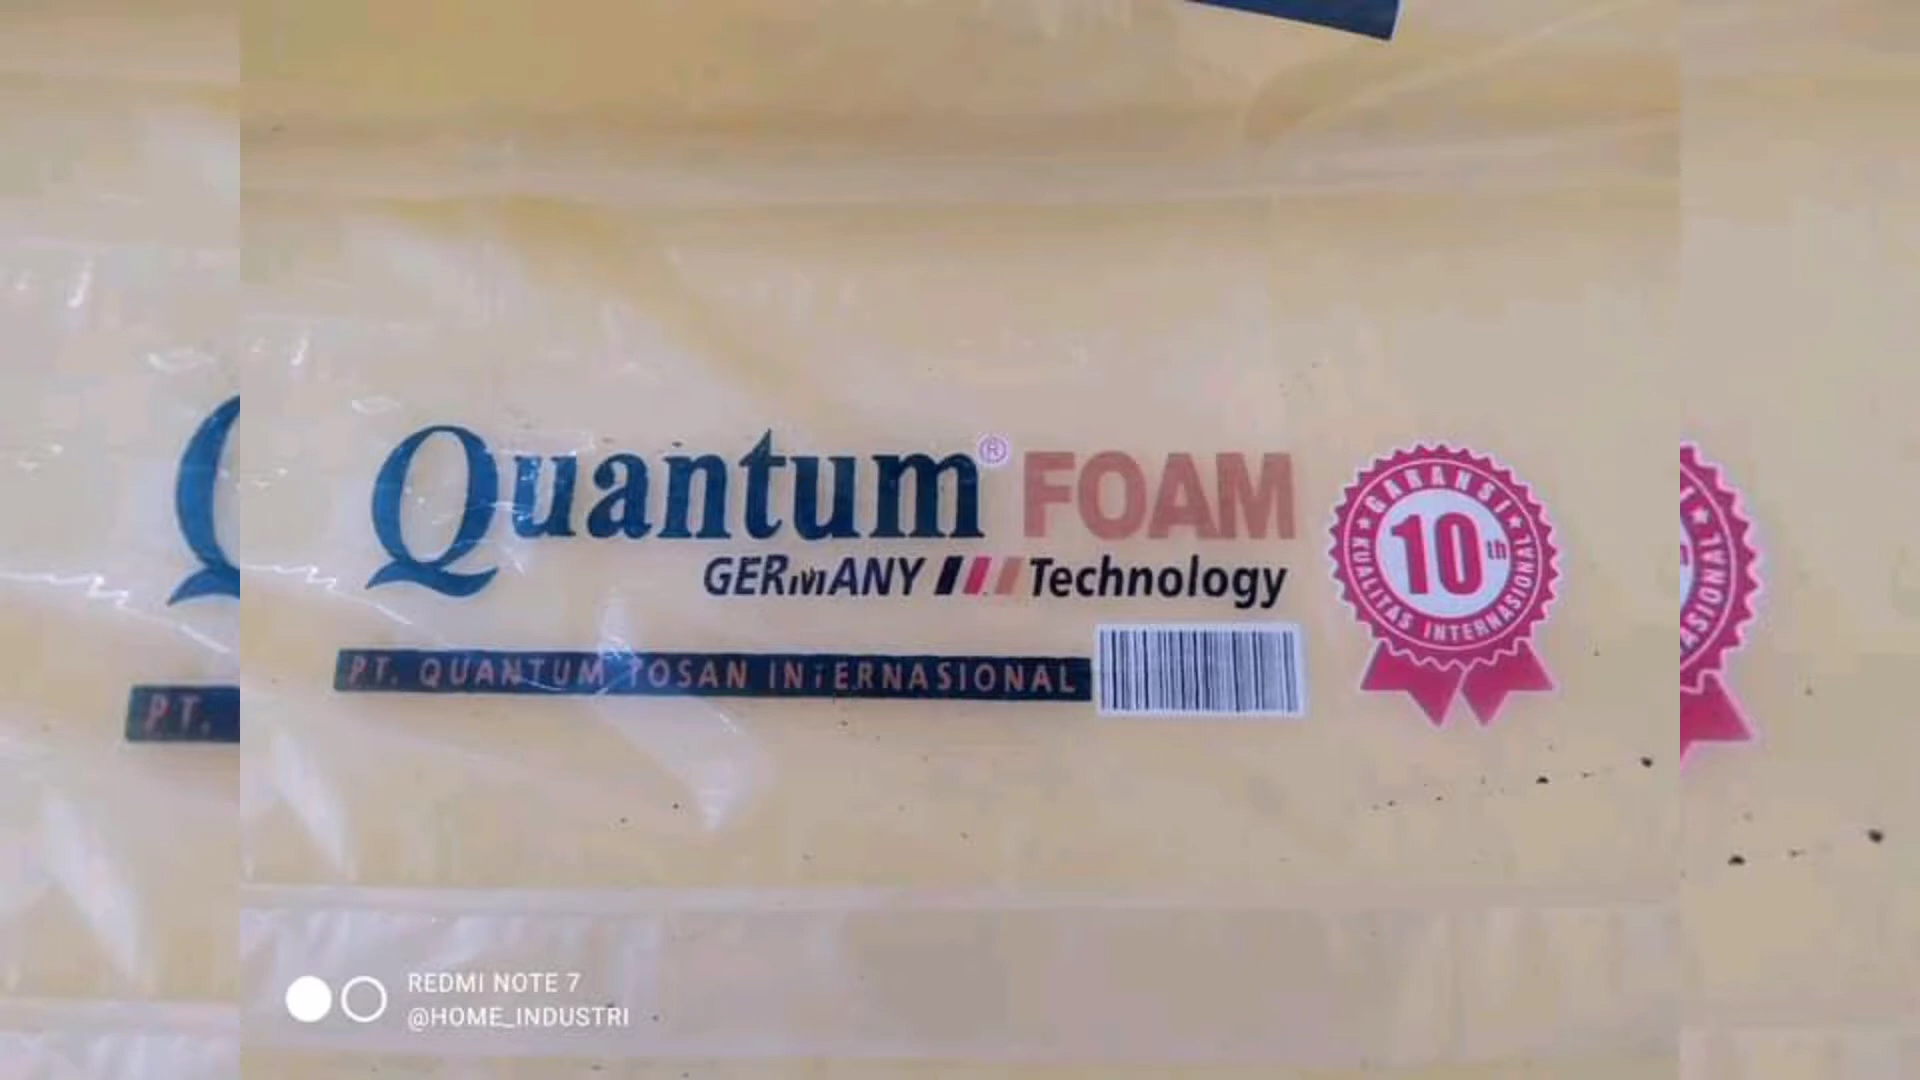 Quantum® FOAM
GERMANY Technology
PT. QUANTUM TOSAN INTERNASIONAL
GARANSI
10th
KUALITAS INTERNASIONAL
REDMI NOTE 7
@HOME_INDUSTRI